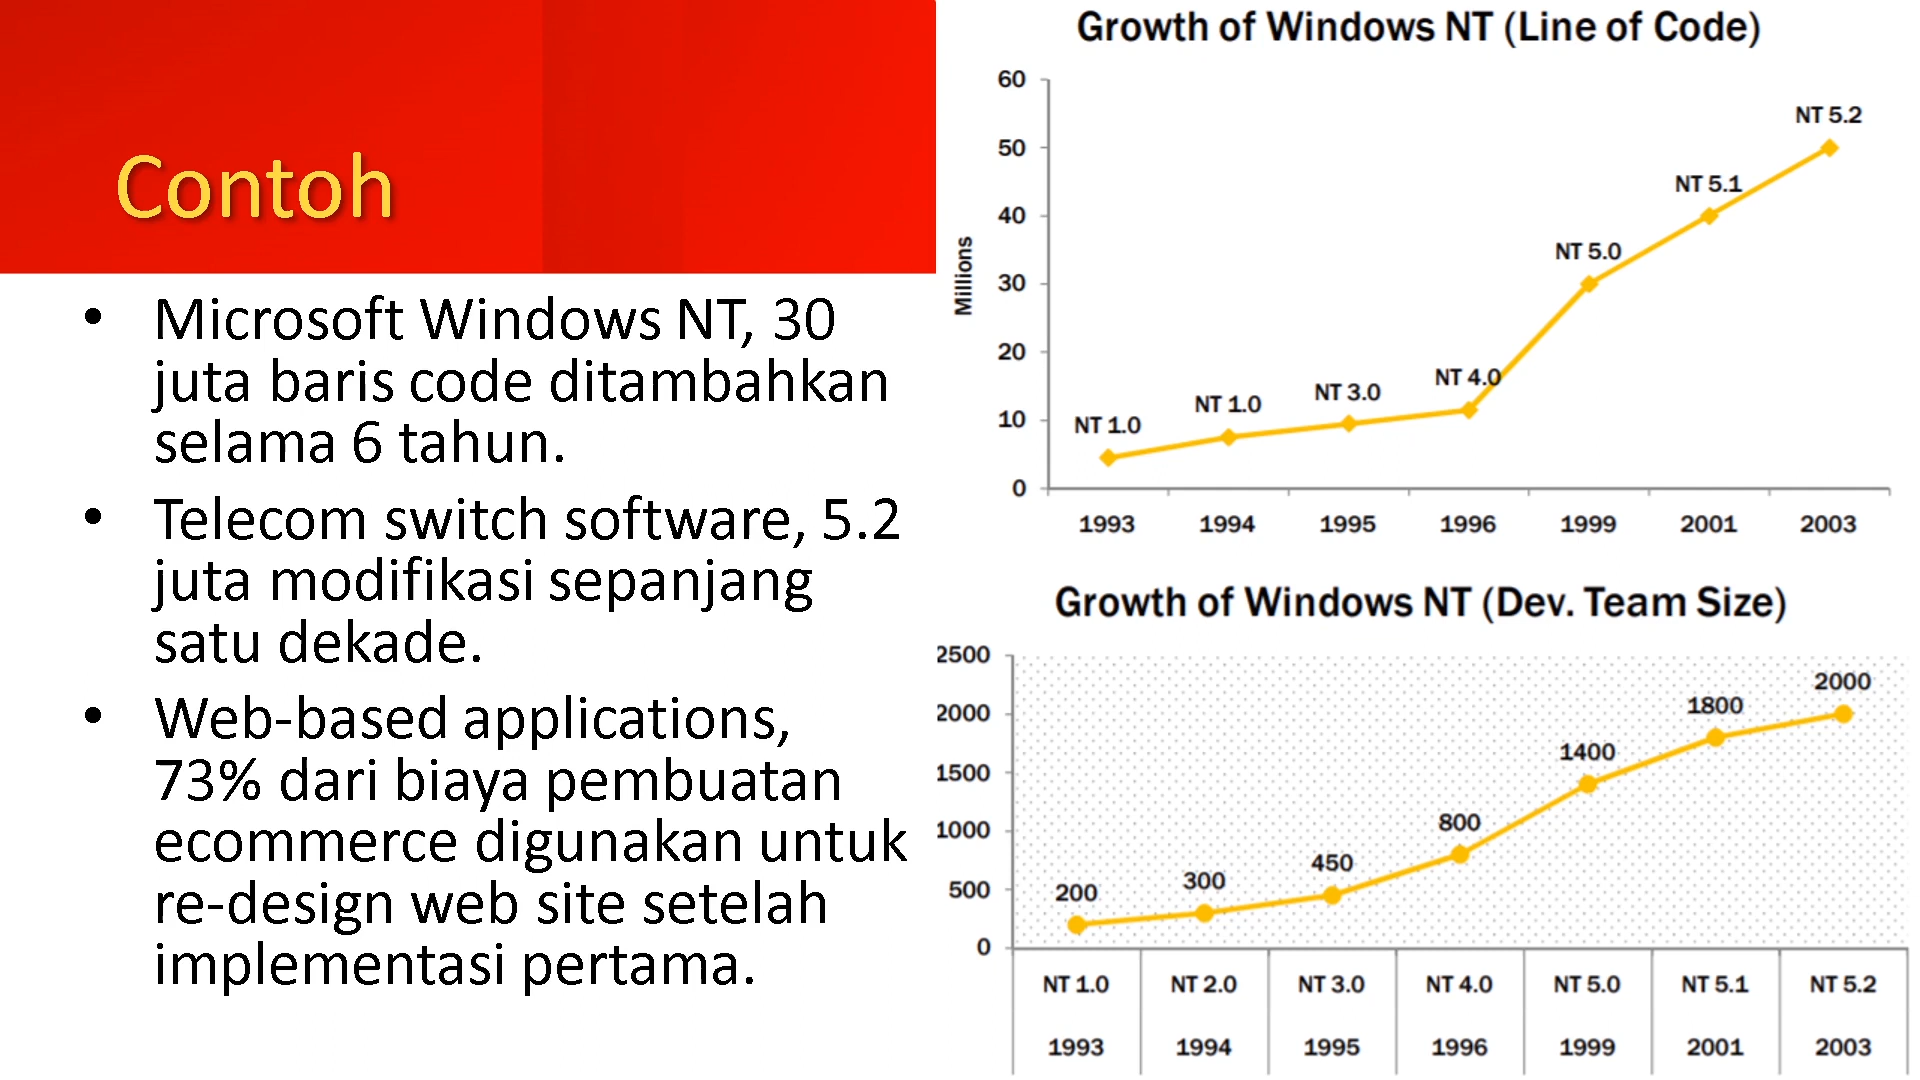 Contoh
• Microsoft Windows NT, 30
juta baris code ditambahkan
selama 6 tahun.
• Telecom switch software, 5.2
juta modifikasi sepanjang
satu dekade.
• Web-based applications,
73% dari biaya pembuatan
ecommerce digunakan untuk
re-design web site setelah
implementasi pertama.
Growth of Windows NT (Line of Code)
Millions
60
50
40
30
20
10
0
NT 1.0
NT 1.0
NT 3.0
NT 4.0
NT 5.0
NT 5.1
NT 5.2
1993 1994 1995 1996 1999 2001 2003
Growth of Windows NT (Dev. Team Size)
2500
2000
1500
1000
500
0
200
300
450
800
1400
1800
2000
NT 1.0 NT 2.0 NT 3.0 NT 4.0 NT 5.0 NT 5.1 NT 5.2
1993 1994 1995 1996 1999 2001 2003